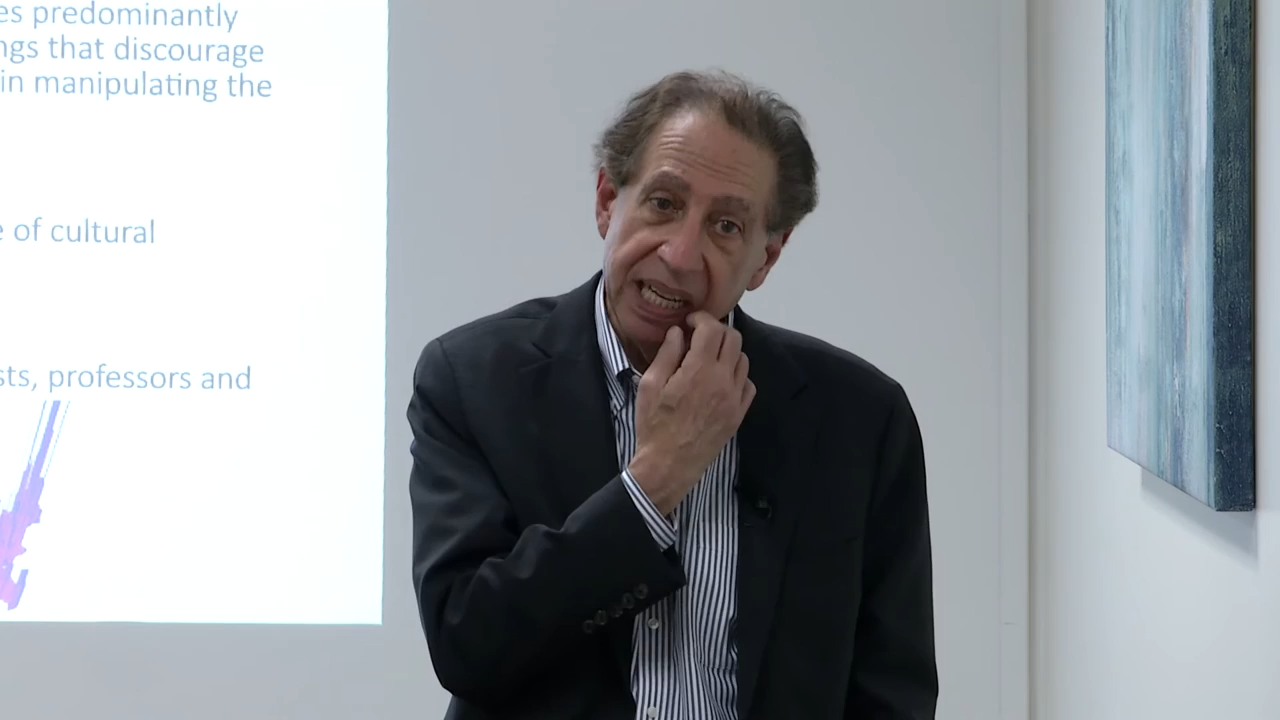 es predominantly
ngs that discourage
in manipulating the
e of cultural
sts, professors and